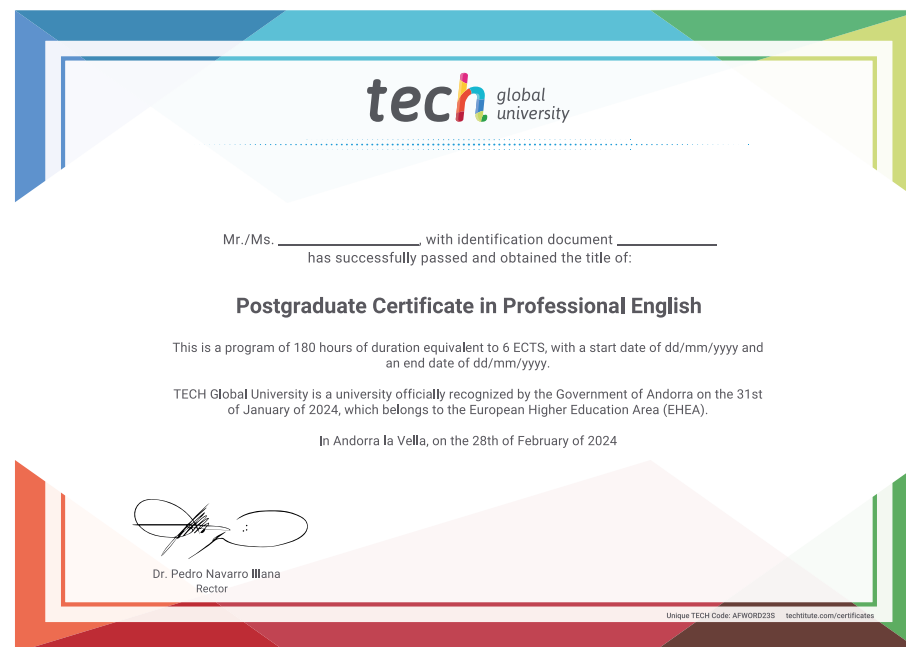 tech global
university
Mr./Ms. ____________________, with identification document ______________
has successfully passed and obtained the title of:
Postgraduate Certificate in Professional English
This is a program of 180 hours of duration equivalent to 6 ECTS, with a start date of dd/mm/yyyy and
an end date of dd/mm/yyyy.
TECH Global University is a university officially recognized by the Government of Andorra on the 31st
of January of 2024, which belongs to the European Higher Education Area (EHEA).
In Andorra la Vella, on the 28th of February of 2024
Dr. Pedro Navarro Illana
Rector
Unique TECH Code: AFWORD23S techtitute.com/certificates